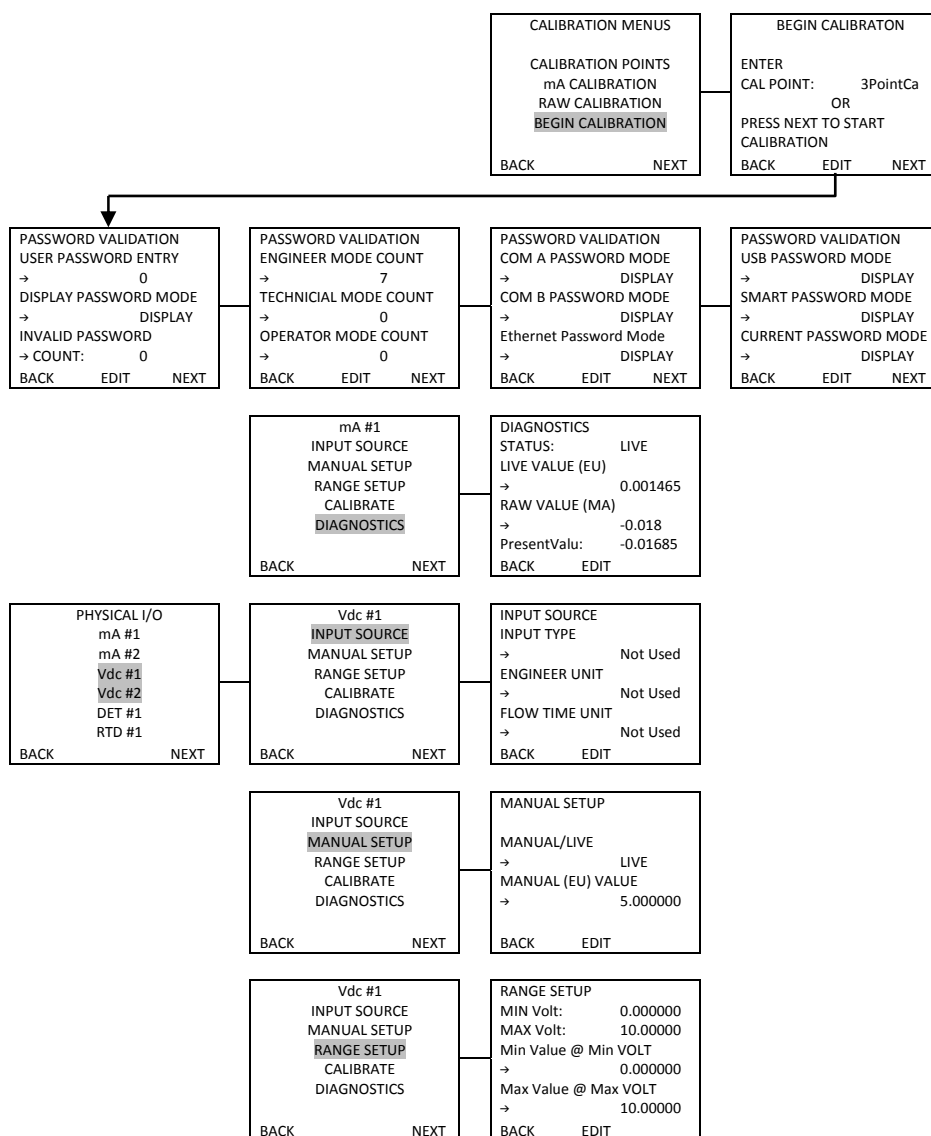 CALIBRATION MENUS
CALIBRATION POINTS
mA CALIBRATION
RAW CALIBRATION
BEGIN CALIBRATION
BACK NEXT
BEGIN CALIBRATON
ENTER
CAL POINT: 3PointCa
OR
PRESS NEXT TO START
CALIBRATION
BACK EDIT NEXT
PASSWORD VALIDATION
USER PASSWORD ENTRY
→ 0
DISPLAY PASSWORD MODE
→ DISPLAY
INVALID PASSWORD
→ COUNT: 0
BACK EDIT NEXT
PASSWORD VALIDATION
ENGINEER MODE COUNT
→ 7
TECHNICIAL MODE COUNT
→ 0
OPERATOR MODE COUNT
→ 0
BACK EDIT NEXT
PASSWORD VALIDATION
COM A PASSWORD MODE
→ DISPLAY
COM B PASSWORD MODE
→ DISPLAY
Ethernet Password Mode
→ DISPLAY
BACK EDIT NEXT
PASSWORD VALIDATION
USB PASSWORD MODE
→ DISPLAY
SMART PASSWORD MODE
→ DISPLAY
CURRENT PASSWORD MODE
→ DISPLAY
BACK EDIT NEXT
mA #1
INPUT SOURCE
MANUAL SETUP
RANGE SETUP
CALIBRATE
DIAGNOSTICS
BACK NEXT
DIAGNOSTICS
STATUS: LIVE
LIVE VALUE (EU)
→ 0.001465
RAW VALUE (MA)
→ -0.018
PresentValu: -0.01685
BACK EDIT
PHYSICAL I/O
mA #1
mA #2
Vdc #1
Vdc #2
DET #1
RTD #1
BACK NEXT
Vdc #1
INPUT SOURCE
MANUAL SETUP
RANGE SETUP
CALIBRATE
DIAGNOSTICS
BACK NEXT
INPUT SOURCE
INPUT TYPE
→ Not Used
ENGINEER UNIT
→ Not Used
FLOW TIME UNIT
→ Not Used
BACK EDIT
Vdc #1
INPUT SOURCE
MANUAL SETUP
RANGE SETUP
CALIBRATE
DIAGNOSTICS
BACK NEXT
MANUAL SETUP
MANUAL/LIVE
→ LIVE
MANUAL (EU) VALUE
→ 5.000000
BACK EDIT
Vdc #1
INPUT SOURCE
MANUAL SETUP
RANGE SETUP
CALIBRATE
DIAGNOSTICS
BACK NEXT
RANGE SETUP
MIN Volt: 0.000000
MAX Volt: 10.00000
Min Value @ Min VOLT
→ 0.000000
Max Value @ Max VOLT
→ 10.00000
BACK EDIT